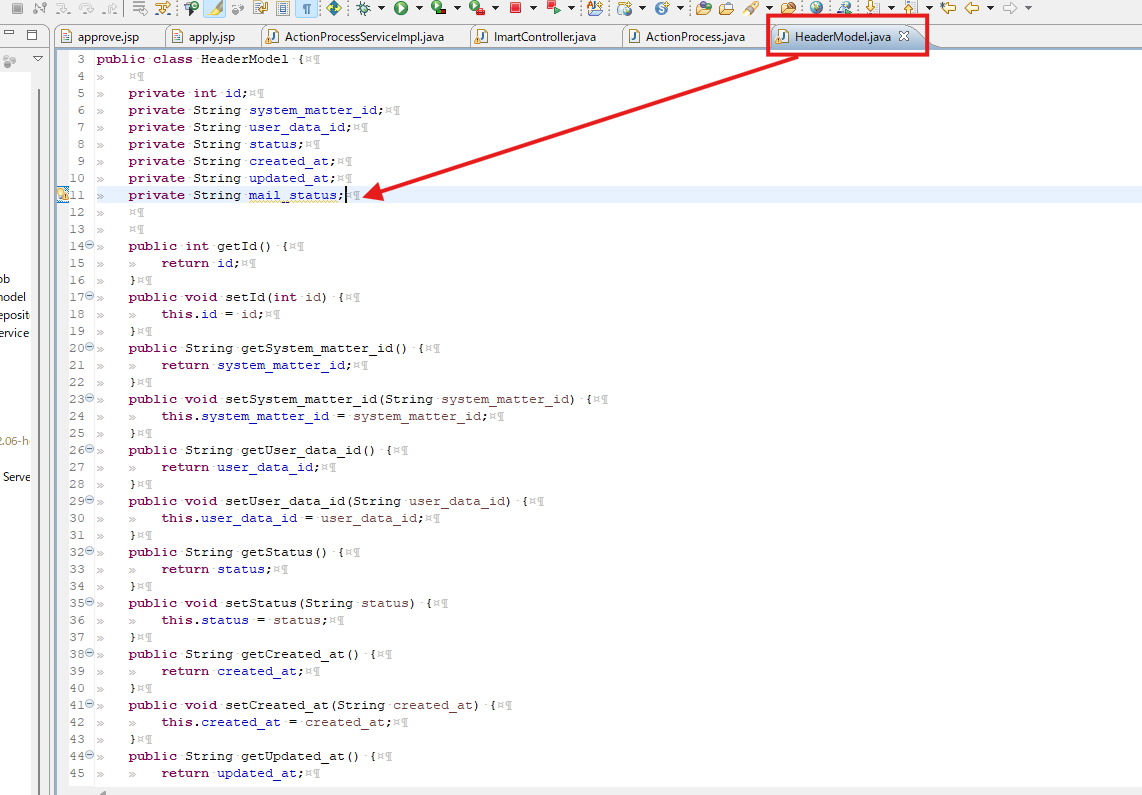 approve.jsp apply.jsp ActionProcessServiceImpl.java ImartController.java ActionProcess.java HeaderModel.java
3 public class HeaderModel {
4
5 private int id;
6 private String system_matter_id;
7 private String user_data_id;
8 private String status;
9 private String created_at;
10 private String updated_at;
11 private String mail_status;
12
13
14 public int getId() {
15 return id;
16 }
17 public void setId(int id) {
18 this.id = id;
19 }
20 public String getSystem_matter_id() {
21 return system_matter_id;
22 }
23 public void setSystem_matter_id(String system_matter_id) {
24 this.system_matter_id = system_matter_id;
25 }
26 public String getUser_data_id() {
27 return user_data_id;
28 }
29 public void setUser_data_id(String user_data_id) {
30 this.user_data_id = user_data_id;
31 }
32 public String getStatus() {
33 return status;
34 }
35 public void setStatus(String status) {
36 this.status = status;
37 }
38 public String getCreated_at() {
39 return created_at;
40 }
41 public void setCreated_at(String created_at) {
42 this.created_at = created_at;
43 }
44 public String getUpdated_at() {
45 return updated_at;
Serve